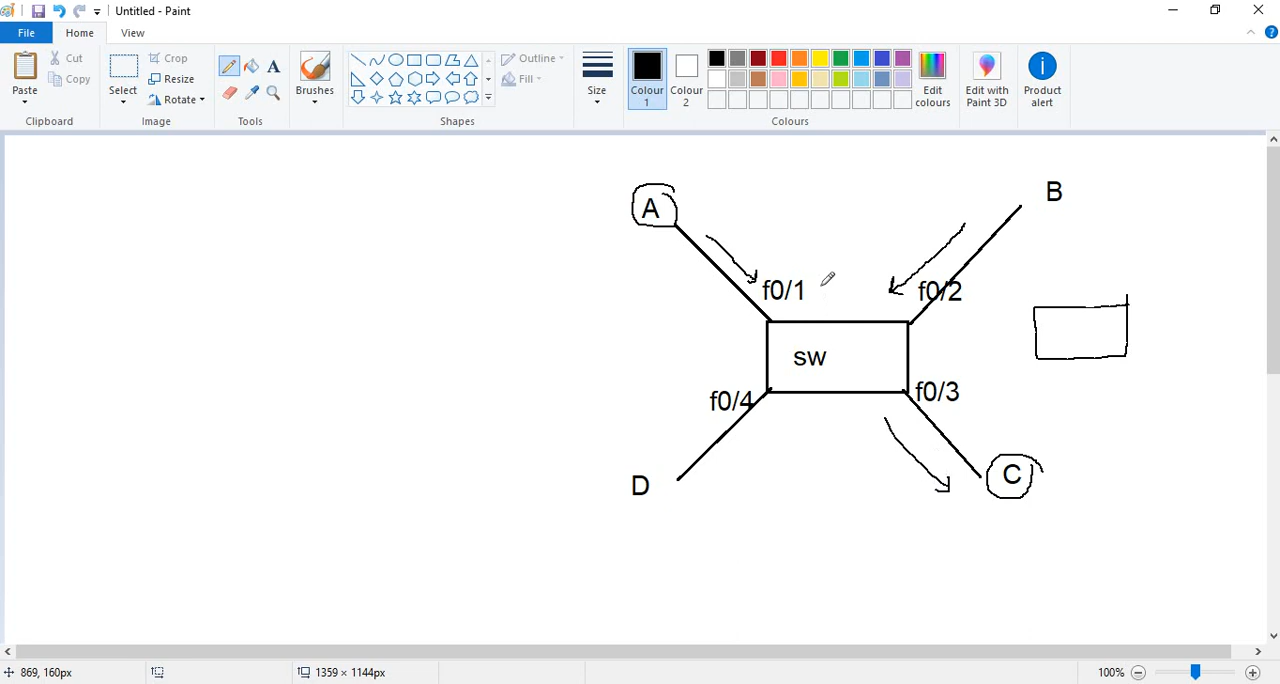 Untitled - Paint
File
Home
View
Paste
Cut
Copy
Clipboard
Select
Crop
Resize
Rotate
Image
A
Tools
Brushes
Shapes
Outline
Fill
Size
Colour
1
Colour
2
Edit
colours
Colours
Edit with
Paint 3D
Product
alert
A
B
f0/1
f0/2
sw
f0/4
f0/3
D
C
869, 160px
1359 × 1144px
100%